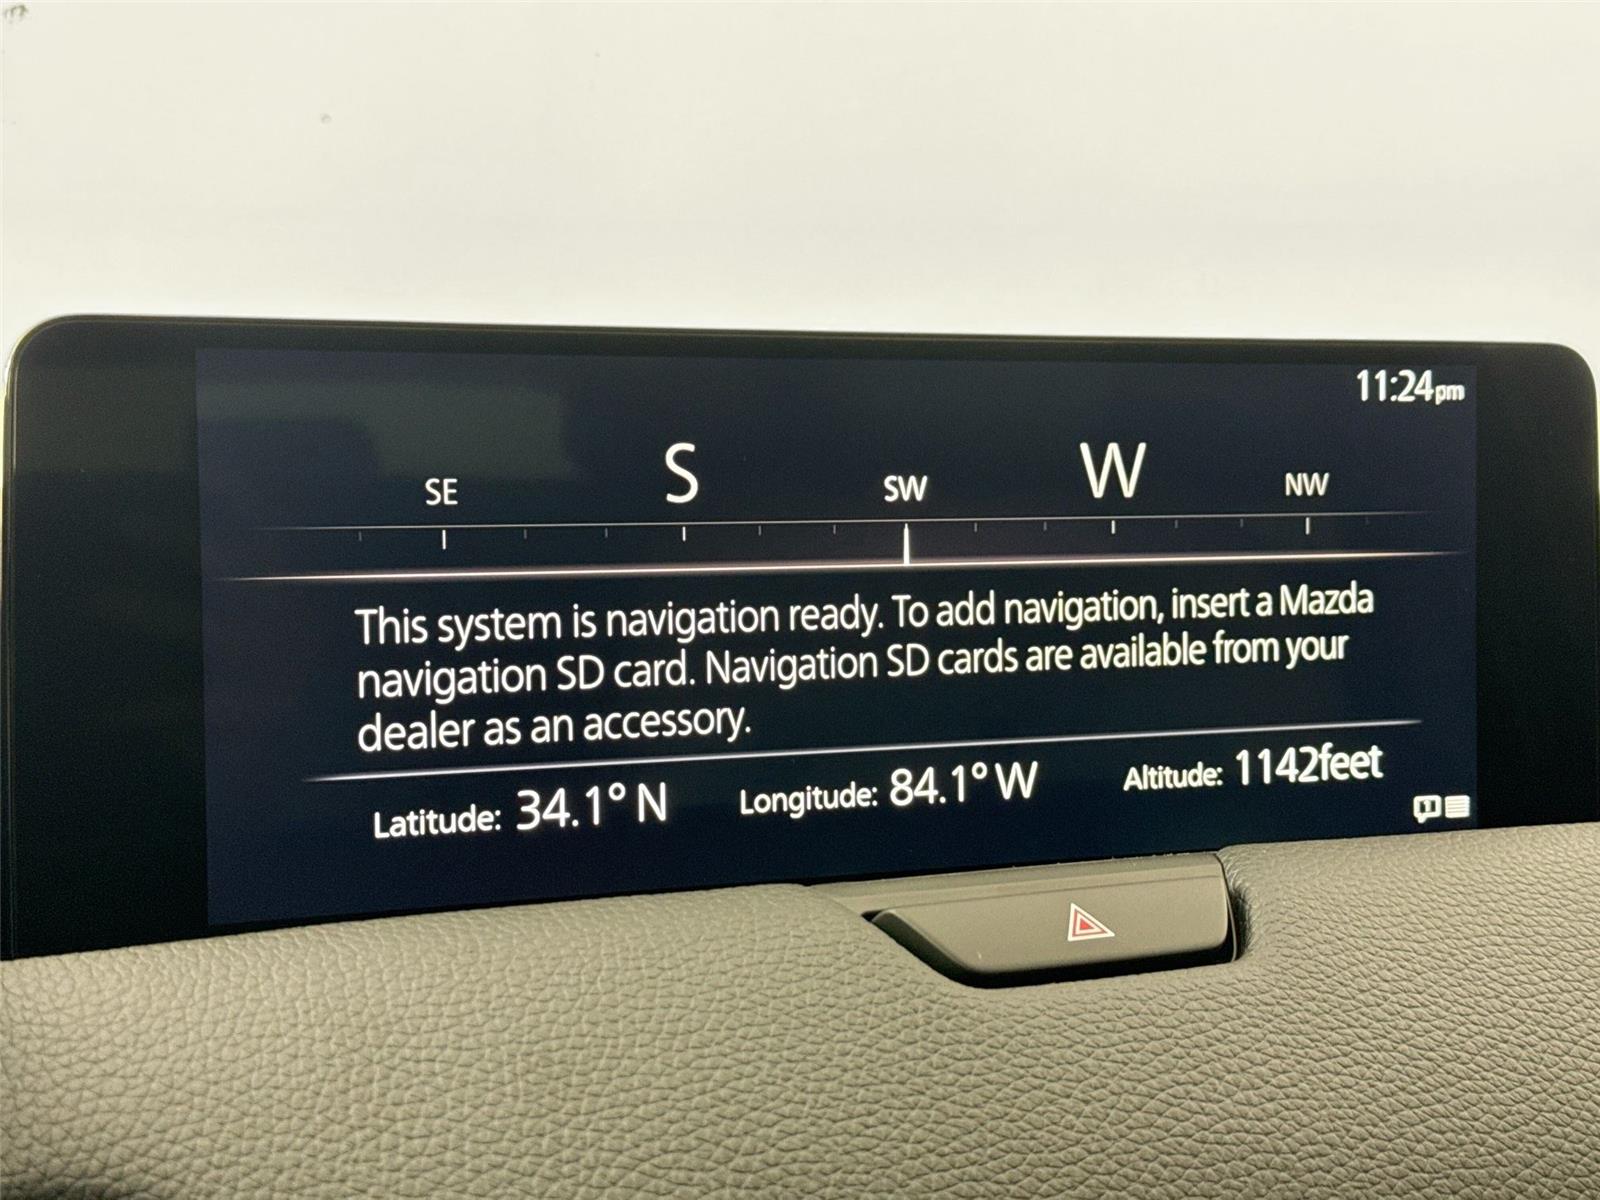 11:24pm
SE S SW W NW
This system is navigation ready. To add navigation, insert a Mazda
navigation SD card. Navigation SD cards are available from your
dealer as an accessory.
Latitude: 34.1° N Longitude: 84.1° W Altitude: 1142feet
1